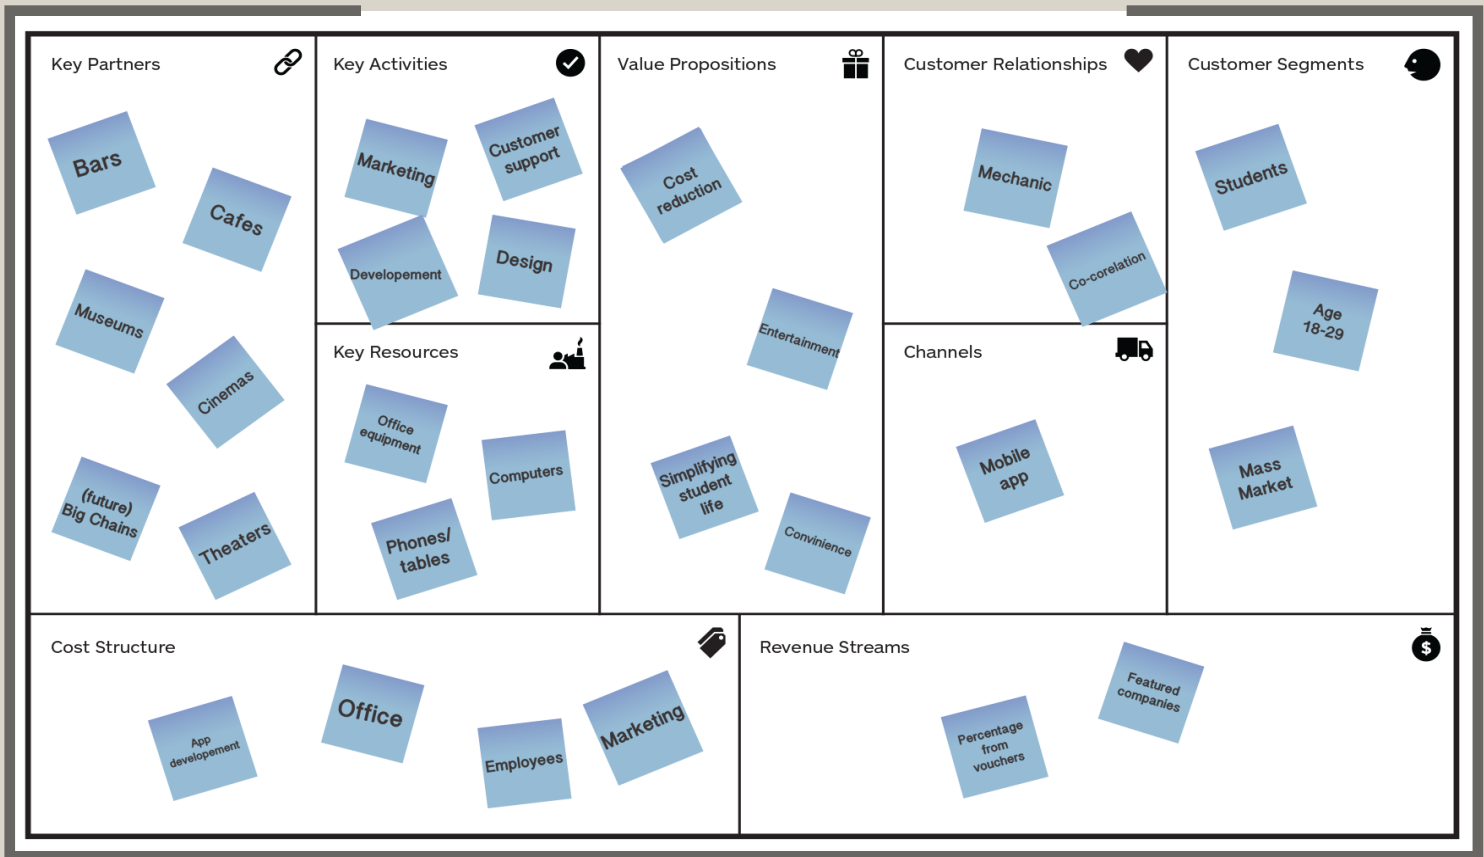 Key Partners
Bars
Cafes
Museums
Cinemas
(future)
Big Chains
Theaters
Key Activities
Marketing
Customer
support
Developement
Design
Key Resources
Office
equipment
Computers
Phones/
tables
Value Propositions
Cost
reduction
Entertainment
Simplifying
student
life
Convinience
Customer Relationships
Mechanic
Co-corelation
Channels
Mobile
app
Customer Segments
Students
Age
18-29
Mass
Market
Cost Structure
App
developement
Office
Employees
Marketing
Revenue Streams
$
Percentage
from
vouchers
Featured
companies